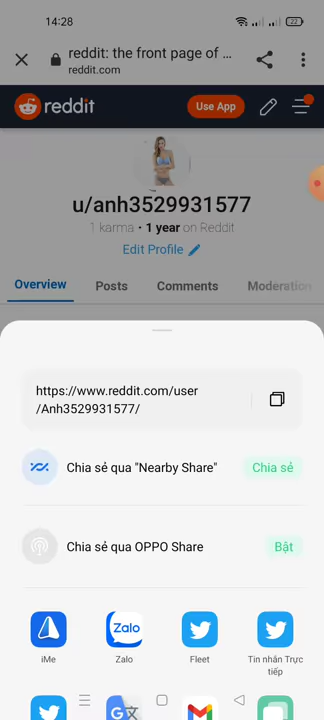 14:28
22
reddit: the front page of ...
reddit.com
reddit
Use App
u/anh3529931577
1 karma • 1 year on Reddit
Edit Profile
Overview
Posts
Comments
Moderation
https://www.reddit.com/user
/Anh3529931577/
Chia sẻ qua "Nearby Share"
Chia sẻ
Chia sẻ qua OPPO Share
Bật
Zalo
iMe
Zalo
Fleet
Tin nhắn Trực
tiếp